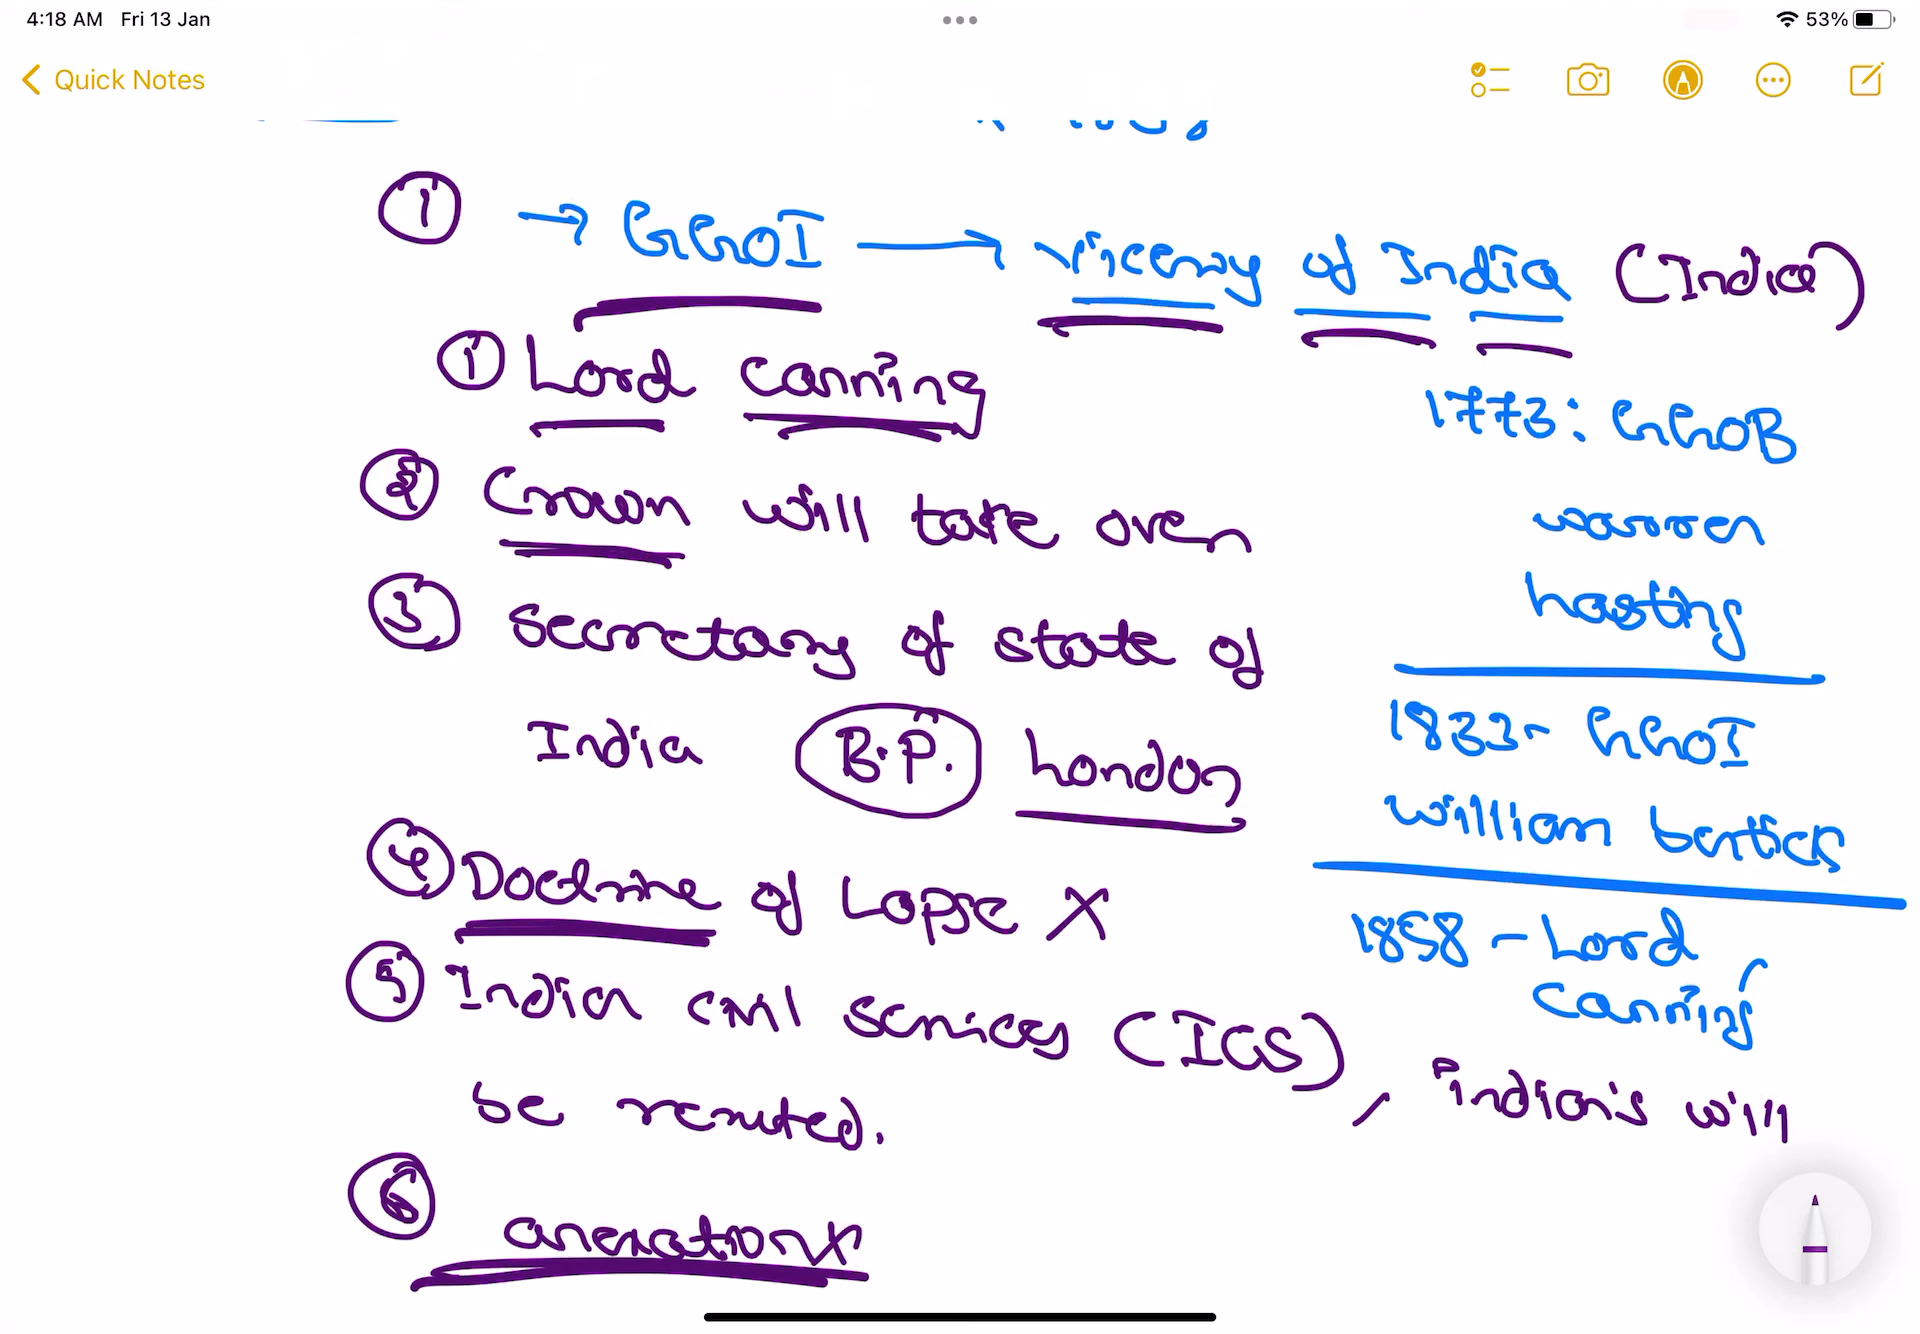 4:18 AM Fri 13 Jan
53%
Quick Notes
1 → GGOI → Viceroy of India (India)
1 Lord Canning
2 Crown will take over
3 Secretary of state of
India B.P. London
4 Doctrine of Lapse X
5 India civil services (ICS), indian's will
be recruited.
6 anexation X
1773: GGOB
warren
hasting
1833- GGOI
william bentick
1858 - Lord
Canning